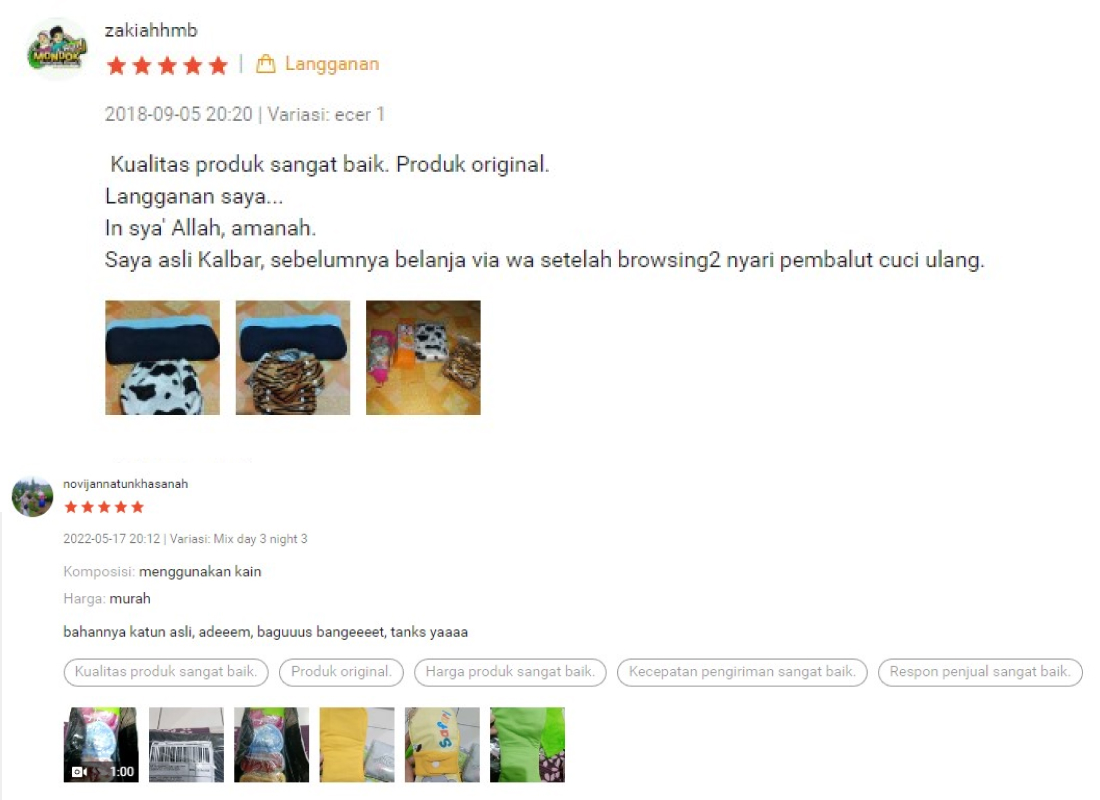 MONDOK
zakiahhmb
| Langganan
2018-09-05 20:20 | Variasi: ecer 1
Kualitas produk sangat baik. Produk original.
Langganan saya...
In sya' Allah, amanah.
Saya asli Kalbar, sebelumnya belanja via wa setelah browsing2 nyari pembalut cuci ulang.
novijannatunkhasanah
2022-05-17 20:12 | Variasi: Mix day 3 night 3
Komposisi: menggunakan kain
Harga: murah
bahannya katun asli, adeeem, baguuus bangeeeet, tanks yaaaa
Kualitas produk sangat baik. Produk original. Harga produk sangat baik. Kecepatan pengiriman sangat baik. Respon penjual sangat baik.
1:00